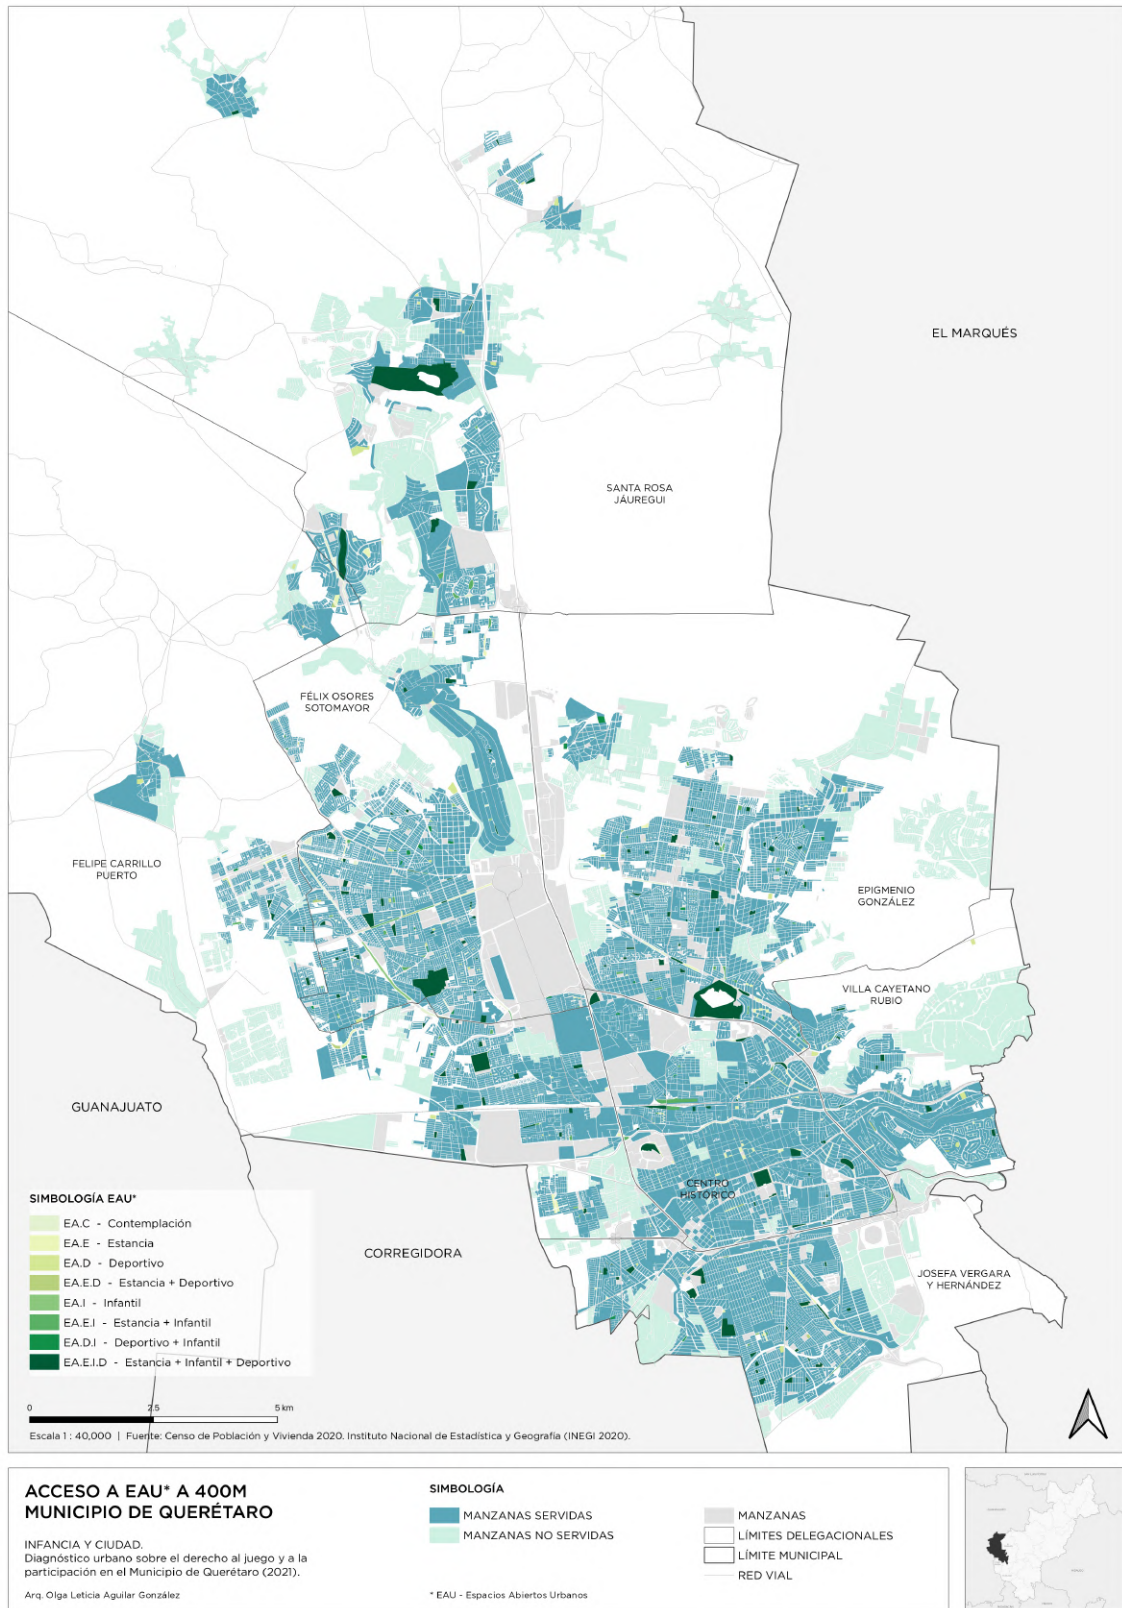 EL MARQUÉS
SANTA ROSA
JÁUREGUI
FÉLIX OSORES
SOTOMAYOR
FELIPE CARRILLO
PUERTO
EPIGMENIO
GONZÁLEZ
VILLA CAYETANO
RUBIO
GUANAJUATO
CENTRO
HISTÓRICO
CORREGIDORA
JOSEFA VERGARA
Y HERNÁNDEZ
SIMBOLOGÍA EAU*
EA.C - Contemplación
EA.E - Estancia
EA.D - Deportivo
EA.E.D - Estancia + Deportivo
EA.I - Infantil
EA.E.I - Estancia + Infantil
EA.D.I - Deportivo + Infantil
EA.E.I.D - Estancia + Infantil + Deportivo
0 2.5 5 km
Escala 1 : 40,000 | Fuente: Censo de Población y Vivienda 2020. Instituto Nacional de Estadística y Geografía (INEGI 2020).
ACCESO A EAU* A 400M
MUNICIPIO DE QUERÉTARO
INFANCIA Y CIUDAD.
Diagnóstico urbano sobre el derecho al juego y a la
participación en el Municipio de Querétaro (2021).
Arq. Olga Leticia Aguilar González
SIMBOLOGÍA
MANZANAS SERVIDAS
MANZANAS NO SERVIDAS
* EAU - Espacios Abiertos Urbanos
MANZANAS
LÍMITES DELEGACIONALES
LÍMITE MUNICIPAL
RED VIAL